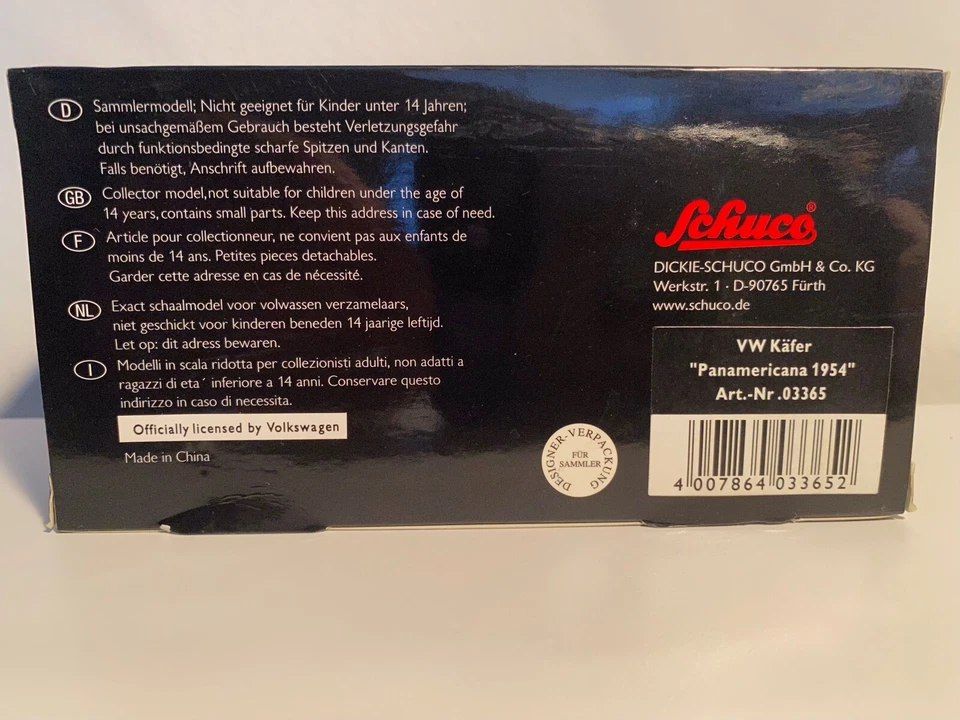 D
Sammlermodell; Nicht geeignet für Kinder unter 14 Jahren;
bei unsachgemäßem Gebrauch besteht Verletzungsgefahr
durch funktionsbedingte scharfe Spitzen und Kanten.
Falls benötigt, Anschrift aufbewahren.
GB
Collector model,not suitable for children under the age of
14 years, contains small parts. Keep this address in case of need.
F
Article pour collectionneur, ne convient pas aux enfants de
moins de 14 ans. Petites pieces detachables.
Garder cette adresse en cas de nécessité.
NL
Exact schaalmodel voor volwassen verzamelaars,
niet geschickt voor kinderen beneden 14 jaarige leftijd.
Let op: dit adress bewaren.
I
Modelli in scala ridotta per collezionisti adulti, non adatti a
ragazzi di eta´ inferiore a 14 anni. Conservare questo
indirizzo in caso di necessita.
Officially licensed by Volkswagen
Made in China
DESIGNER-VERPACKUNG
FÜR
SAMMLER
Schuco®
DICKIE-SCHUCO GmbH & Co. KG
Werkstr. 1 · D-90765 Fürth
www.schuco.de
VW Käfer
"Panamericana 1954"
Art.-Nr .03365
4 007864 033652